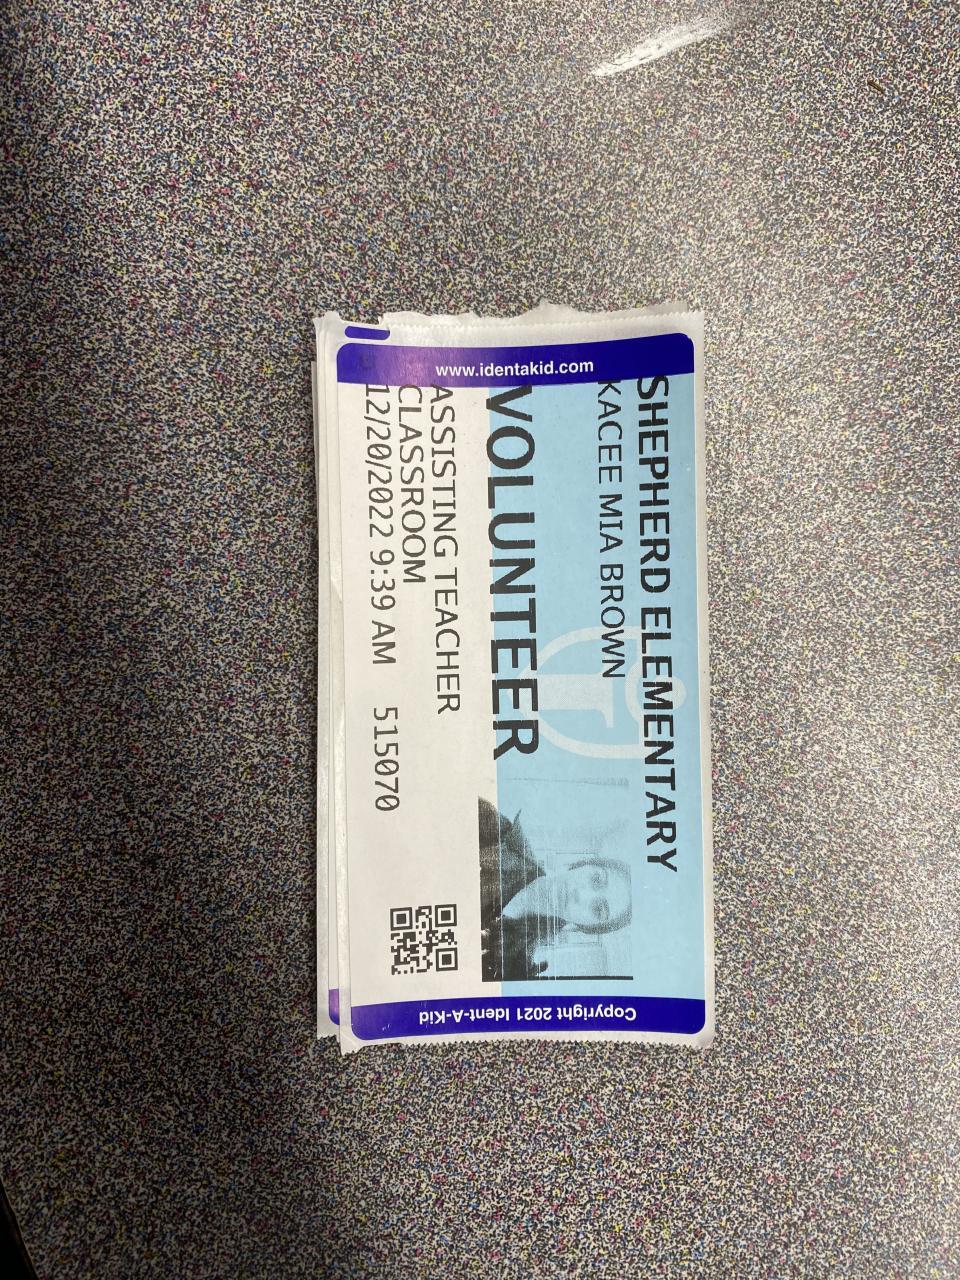 SHEPHERD ELEMENTARY
KACEE MIA BROWN
VOLUNTEER
ASSISTING TEACHER
CLASSROOM
12/20/2022 9:39 AM 515070
www.identakid.com
Copyright 2021 Ident-A-Kid